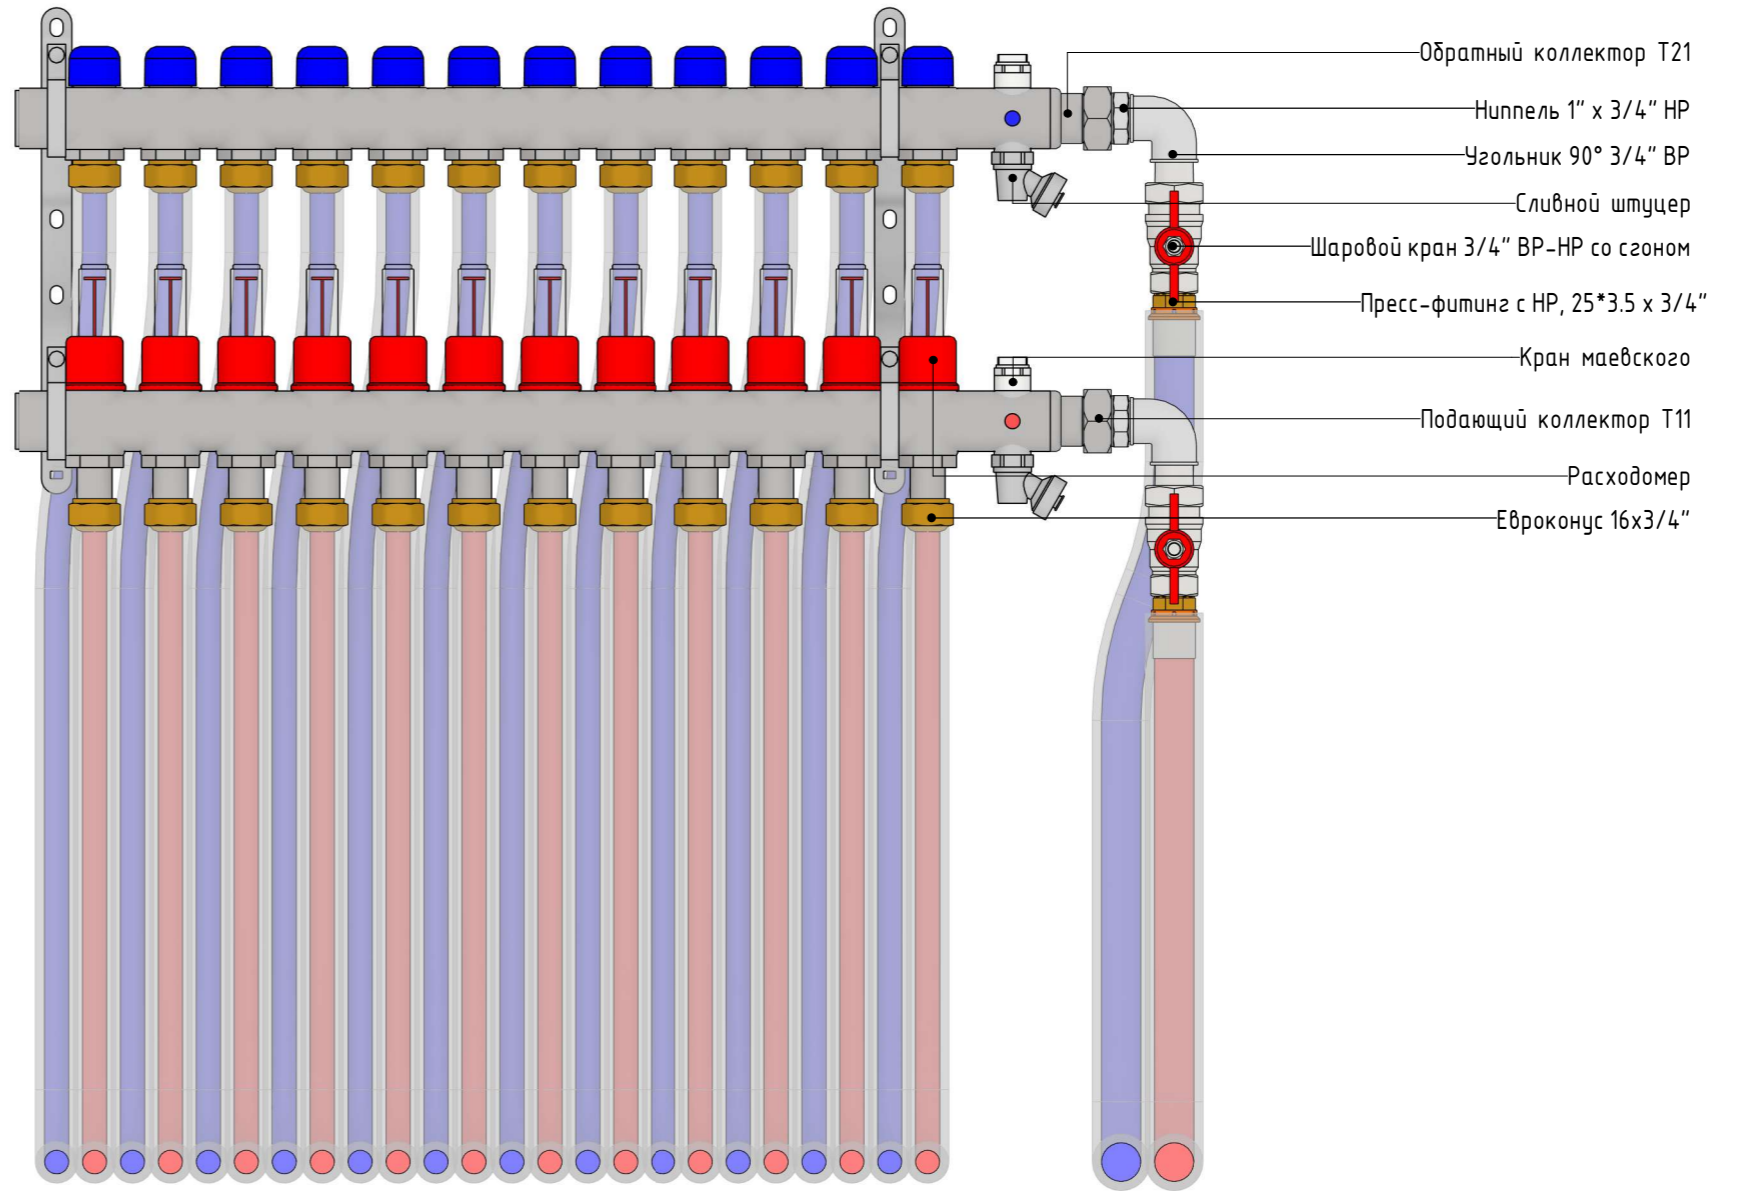 Обратный коллектор Т21
Ниппель 1" х 3/4" НР
Угольник 90° 3/4" ВР
Сливной штуцер
Шаровой кран 3/4" ВР-НР со сгоном
Пресс-фитинг с НР, 25*3.5 х 3/4"
Кран маевского
Подающий коллектор Т11
Расходомер
Евроконус 16х3/4"